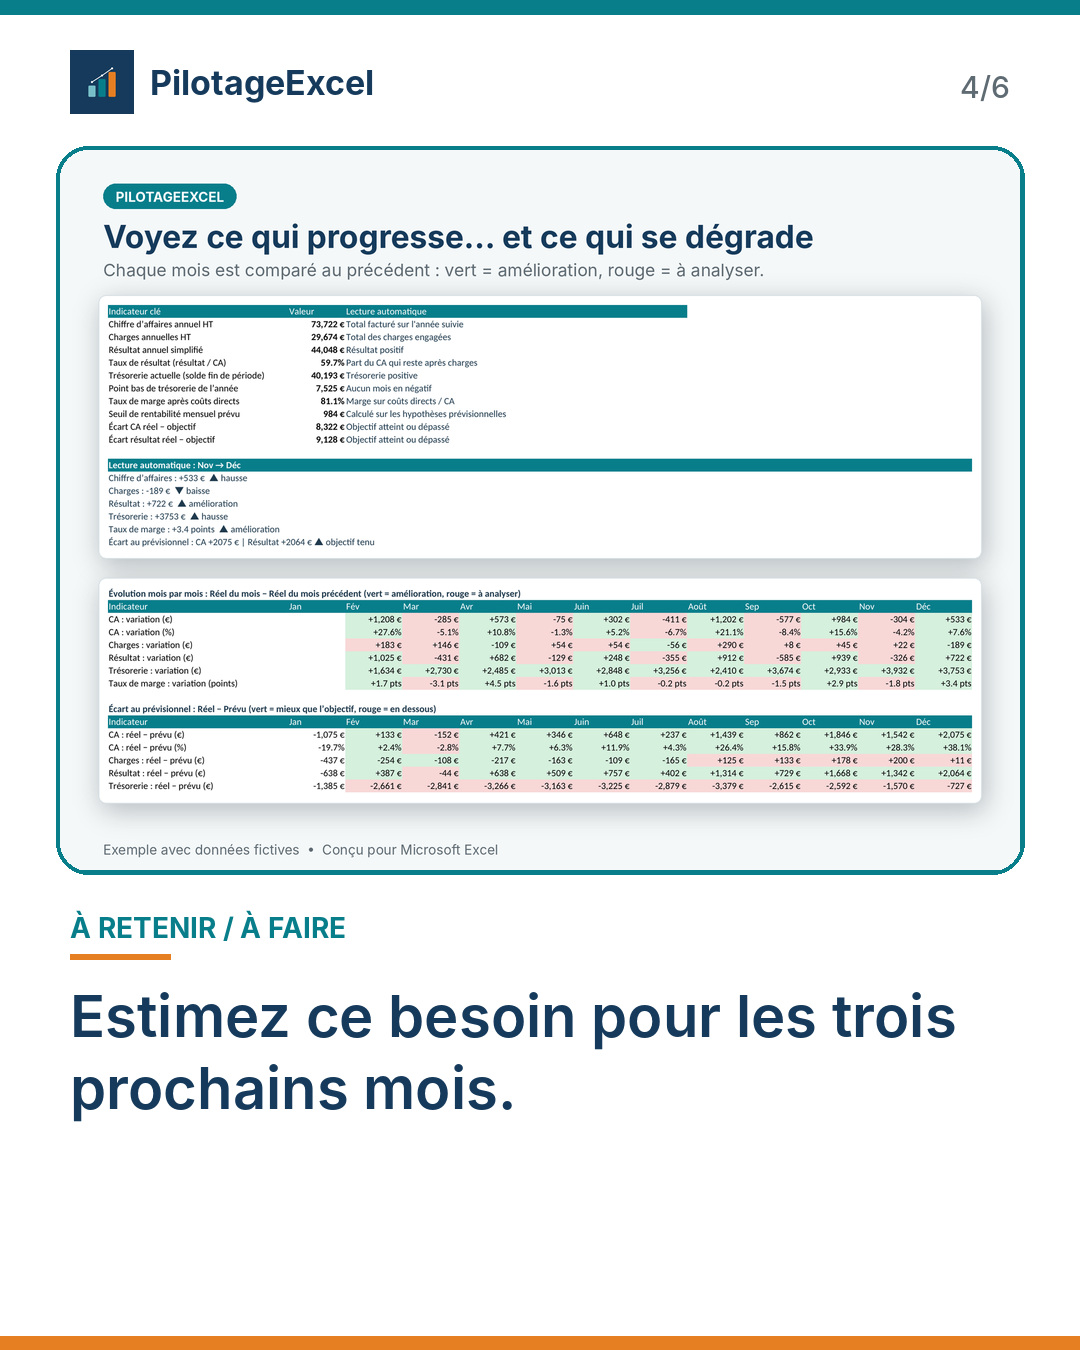 PilotageExcel
4/6
PILOTAGEEXCEL
Voyez ce qui progresse... et ce qui se dégrade
Chaque mois est comparé au précédent : vert = amélioration, rouge = à analyser.
Indicateur clé Valeur Lecture automatique
Chiffre d'affaires annuel HT 73,722 € Total facturé sur l'année suivie
Charges annuelles HT 29,674 € Total des charges engagées
Résultat annuel simplifié 44,048 € Résultat positif
Taux de résultat (résultat / CA) 59.7% Part du CA qui reste après charges
Trésorerie actuelle (solde fin de période) 40,193 € Trésorerie positive
Point bas de trésorerie de l'année 7,525 € Aucun mois en négatif
Taux de marge après coûts directs 81.1% Marge sur coûts directs / CA
Seuil de rentabilité mensuel prévu 984 € Calculé sur les hypothèses prévisionnelles
Écart CA réel − objectif 8,322 € Objectif atteint ou dépassé
Écart résultat réel − objectif 9,128 € Objectif atteint ou dépassé
Lecture automatique : Nov → Déc
Chiffre d'affaires : +533 € ▲ hausse
Charges : -189 € ▼ baisse
Résultat : +722 € ▲ amélioration
Trésorerie : +3753 € ▲ hausse
Taux de marge : +3.4 points ▲ amélioration
Écart au prévisionnel : CA +2075 € | Résultat +2064 € ▲ objectif tenu
Évolution mois par mois : Réel du mois − Réel du mois précédent (vert = amélioration, rouge = à analyser)
Indicateur Jan Fév Mar Avr Mai Juin Juil Août Sep Oct Nov Déc
CA : variation (€) +1,208 € -285 € +573 € -75 € +302 € -411 € +1,202 € -577 € +984 € -304 € +533 €
CA : variation (%) +27.6% -5.1% +10.8% -1.3% +5.2% -6.7% +21.1% -8.4% +15.6% -4.2% +7.6%
Charges : variation (€) +183 € +146 € -109 € +54 € +54 € -56 € +290 € +8 € +45 € +22 € -189 €
Résultat : variation (€) +1,025 € -431 € +682 € -129 € +248 € -355 € +912 € -585 € +939 € -326 € +722 €
Trésorerie : variation (€) +1,634 € +2,730 € +2,485 € +3,013 € +2,848 € +3,256 € +2,410 € +3,674 € +2,933 € +3,932 € +3,753 €
Taux de marge : variation (points) +1.7 pts -3.1 pts +4.5 pts -1.6 pts +1.0 pts -0.2 pts -0.2 pts -1.5 pts +2.9 pts -1.8 pts +3.4 pts
Écart au prévisionnel : Réel − Prévu (vert = mieux que l'objectif, rouge = en dessous)
Indicateur Jan Fév Mar Avr Mai Juin Juil Août Sep Oct Nov Déc
CA : réel − prévu (€) -1,075 € +133 € -152 € +421 € +346 € +648 € +237 € +1,439 € +862 € +1,846 € +1,542 € +2,075 €
CA : réel − prévu (%) -19.7% +2.4% -2.8% +7.7% +6.3% +11.9% +4.3% +26.4% +15.8% +33.9% +28.3% +38.1%
Charges : réel − prévu (€) -437 € -254 € -108 € -217 € -163 € -109 € -165 € +125 € +133 € +178 € +200 € +11 €
Résultat : réel − prévu (€) -638 € +387 € -44 € +638 € +509 € +757 € +402 € +1,314 € +729 € +1,668 € +1,342 € +2,064 €
Trésorerie : réel − prévu (€) -1,385 € -2,661 € -2,841 € -3,266 € -3,163 € -3,225 € -2,879 € -3,379 € -2,615 € -2,592 € -1,570 € -727 €
Exemple avec données fictives • Conçu pour Microsoft Excel
À RETENIR / À FAIRE
Estimez ce besoin pour les trois
prochains mois.